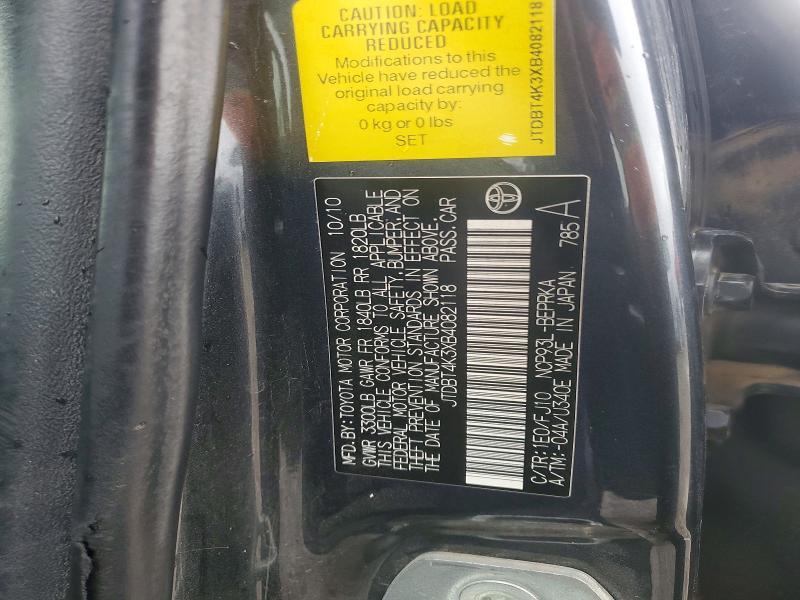 CAUTION: LOAD
CARRYING CAPACITY
REDUCED
Modifications to this
Vehicle have reduced the
original load carrying
capacity by:
0 kg or 0 lbs
SET
JTDBT4K3XB4082118
MFD. BY: TOYOTA MOTOR CORPORATION 10/10
GVWR 3300LB GAWR FR 1840LB RR 1820LB
THIS VEHICLE CONFORMS TO ALL APPLICABLE
FEDERAL MOTOR VEHICLE SAFETY, BUMPER, AND
THEFT PREVENTION STANDARDS IN EFFECT ON
THE DATE OF MANUFACTURE SHOWN ABOVE.
JTDBT4K3XB4082118 PASS. CAR
C/TR:1E0/FJ10 NCP93L-BEPRKA
A/TM:-04A/U340E MADE IN JAPAN. 785 A